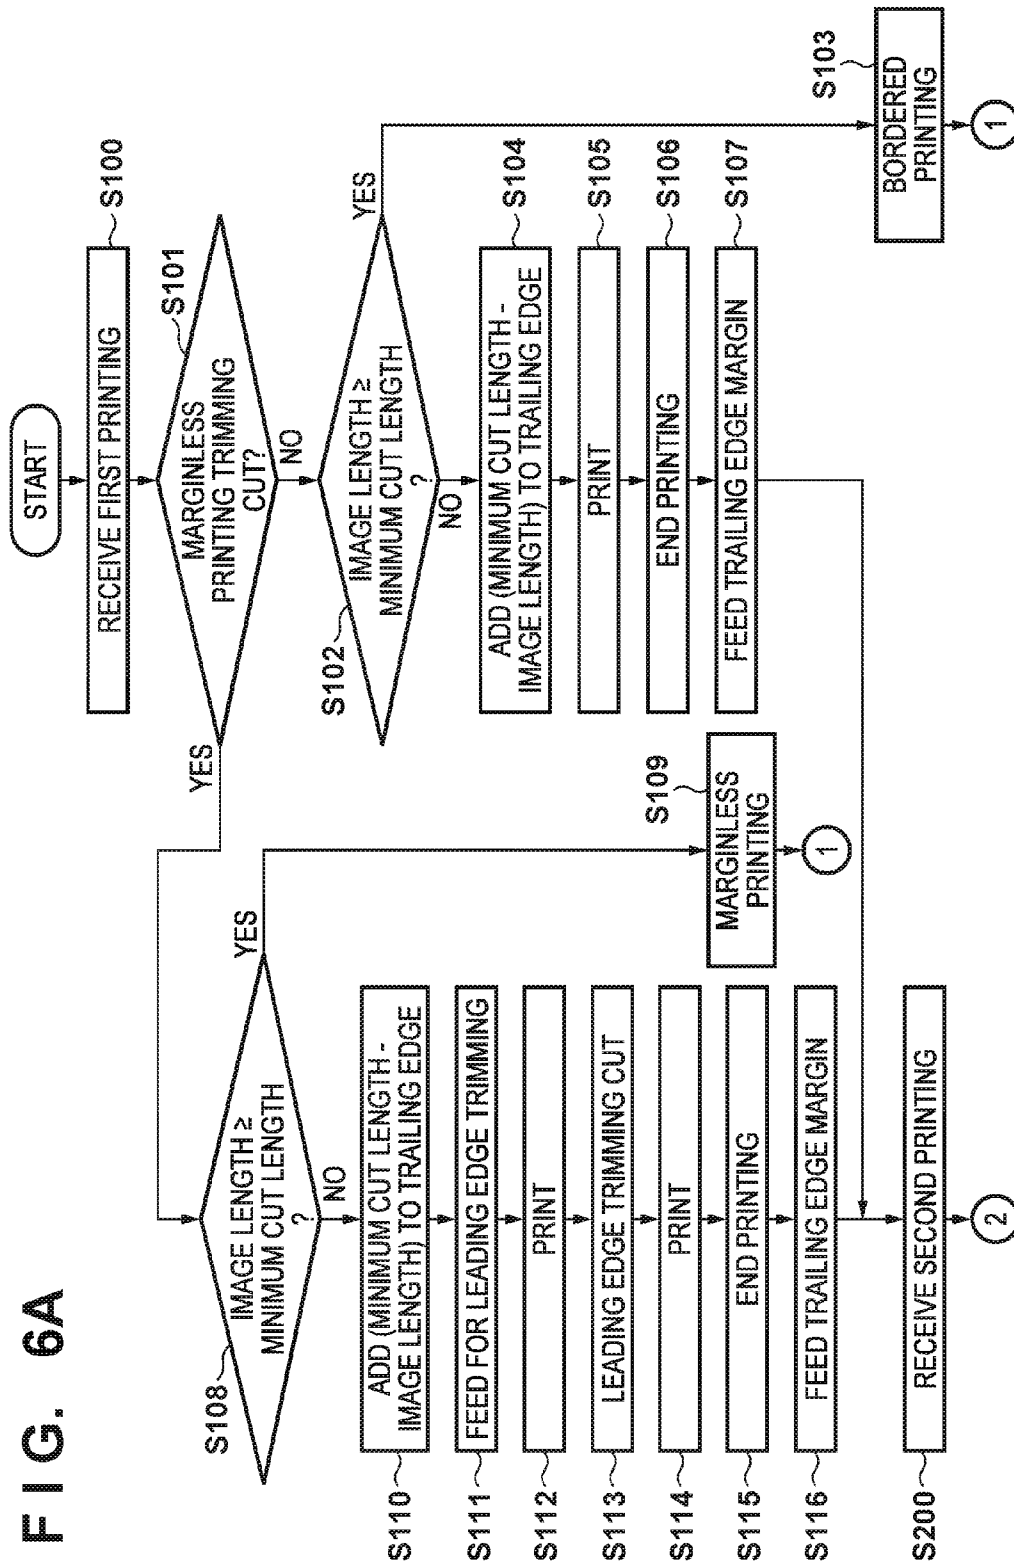 FIG. 6A
START
RECEIVE FIRST PRINTING
S100
MARGINLESS
PRINTING TRIMMING
CUT?
S101
YES
NO
IMAGE LENGTH ≥
MINIMUM CUT LENGTH
?
S102
YES
NO
BORDERED
PRINTING
S103
1
ADD (MINIMUM CUT LENGTH -
IMAGE LENGTH) TO TRAILING EDGE
S104
PRINT
S105
END PRINTING
S106
FEED TRAILING EDGE MARGIN
S107
IMAGE LENGTH ≥
MINIMUM CUT LENGTH
?
S108
YES
NO
MARGINLESS
PRINTING
S109
1
ADD (MINIMUM CUT LENGTH -
IMAGE LENGTH) TO TRAILING EDGE
S110
FEED FOR LEADING EDGE TRIMMING
S111
PRINT
S112
LEADING EDGE TRIMMING CUT
S113
PRINT
S114
END PRINTING
S115
FEED TRAILING EDGE MARGIN
S116
RECEIVE SECOND PRINTING
S200
2